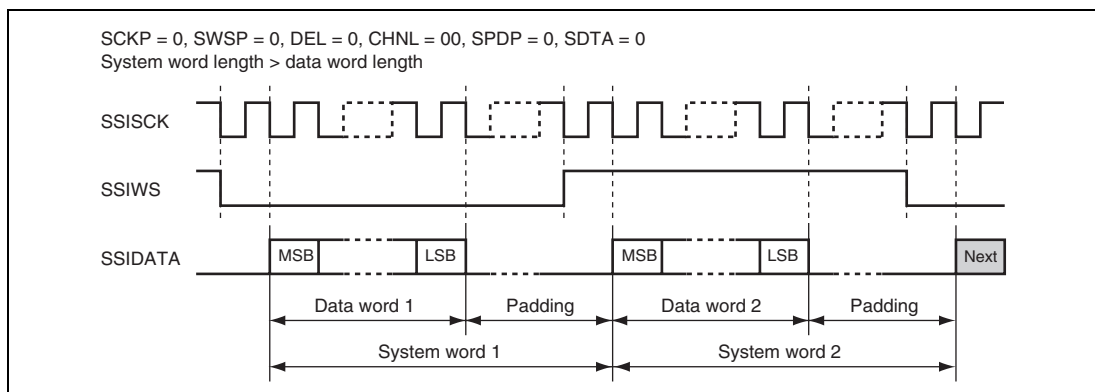 SCKP = 0, SWSP = 0, DEL = 0, CHNL = 00, SPDP = 0, SDTA = 0
System word length > data word length
SSISCK
SSIWS
SSIDATA
MSB LSB MSB LSB Next
Data word 1 Padding Data word 2 Padding
System word 1 System word 2